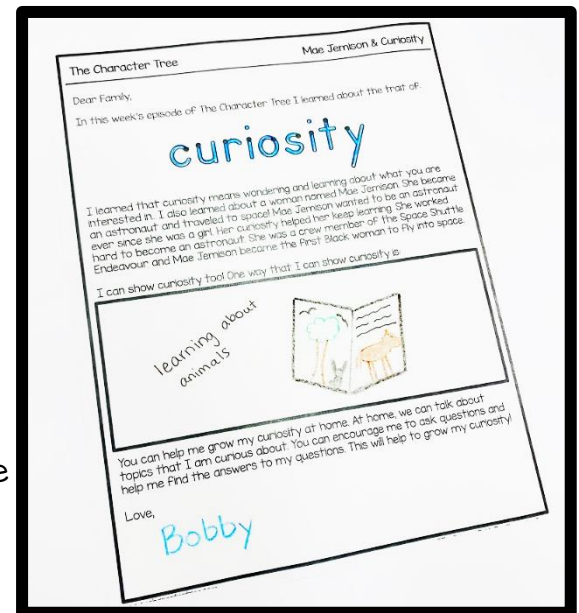 The Character Tree Mae Jemison & Curiosity
Dear Family,
In this week's episode of The Character Tree I learned about the trait of:
curiosity
I learned that curiosity means wondering and learning about what you are
interested in. I also learned about a woman named Mae Jemison. She became
an astronaut and traveled to space! Mae Jemison wanted to be an astronaut
ever since she was a girl. Her curiosity helped her keep learning. She worked
hard to become an astronaut. She was a crew member of the Space Shuttle
Endeavour and Mae Jemison became the first Black woman to fly into space.
I can show curiosity too! One way that I can show curiosity is:
learning about
animals
You can help me grow my curiosity at home. At home, we can talk about
topics that I am curious about. You can encourage me to ask questions and
help me find the answers to my questions. This will help to grow my curiosity!
Love,
Bobby
e